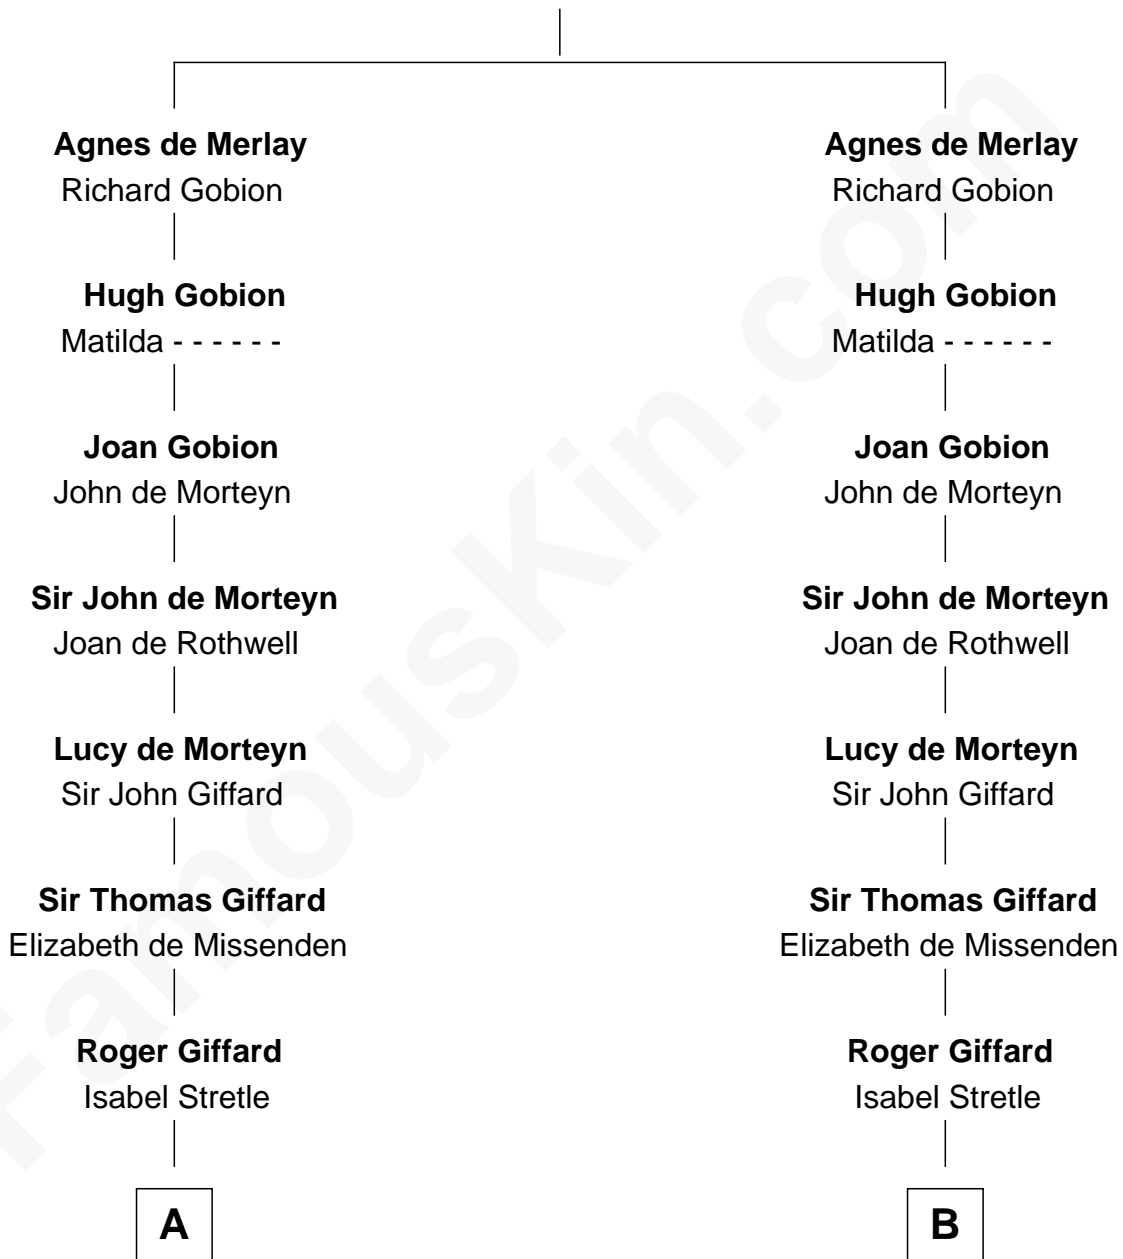 Agnes de Merlay Agnes de Merlay
Richard Gobion Richard Gobion
Hugh Gobion Hugh Gobion
Matilda - - - - - - Matilda - - - - - -
Joan Gobion Joan Gobion
John de Morteyn John de Morteyn
Sir John de Morteyn Sir John de Morteyn
Joan de Rothwell Joan de Rothwell
Lucy de Morteyn Lucy de Morteyn
Sir John Giffard Sir John Giffard
Sir Thomas Giffard Sir Thomas Giffard
Elizabeth de Missenden Elizabeth de Missenden
Roger Giffard Roger Giffard
Isabel Stretle Isabel Stretle
A B
FamousKin.com